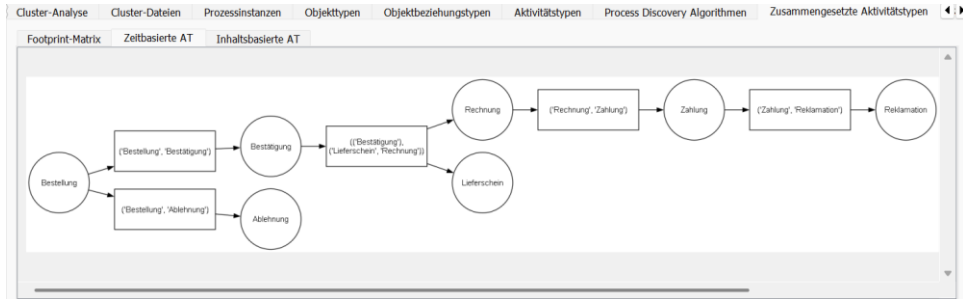 Cluster-Analyse Cluster-Dateien Prozessinstanzen Objekttypen Objektbeziehungstypen Aktivitätstypen Process Discovery Algorithmen Zusammengesetzte Aktivitätstypen
Footprint-Matrix Zeitbasierte AT Inhaltsbasierte AT
Bestellung
('Bestellung', 'Bestätigung')
('Bestellung', 'Ablehnung')
Bestätigung
Ablehnung
(('Bestätigung'),
('Lieferschein', 'Rechnung'))
Rechnung
Lieferschein
('Rechnung', 'Zahlung')
Zahlung
('Zahlung', 'Reklamation')
Reklamation